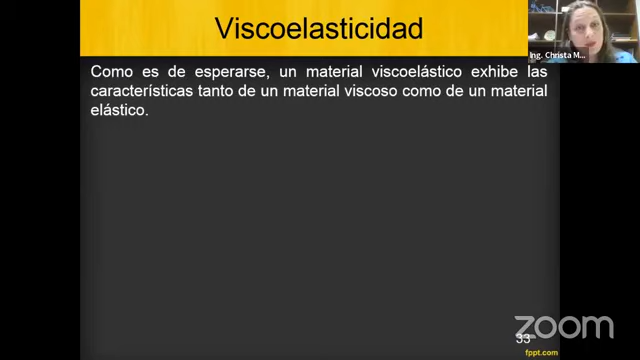 Viscoelasticidad
Ing. Christa M...
Como es de esperarse, un material viscoelástico exhibe las
características tanto de un material viscoso como de un material
elástico.
zoom
33
fppt.com